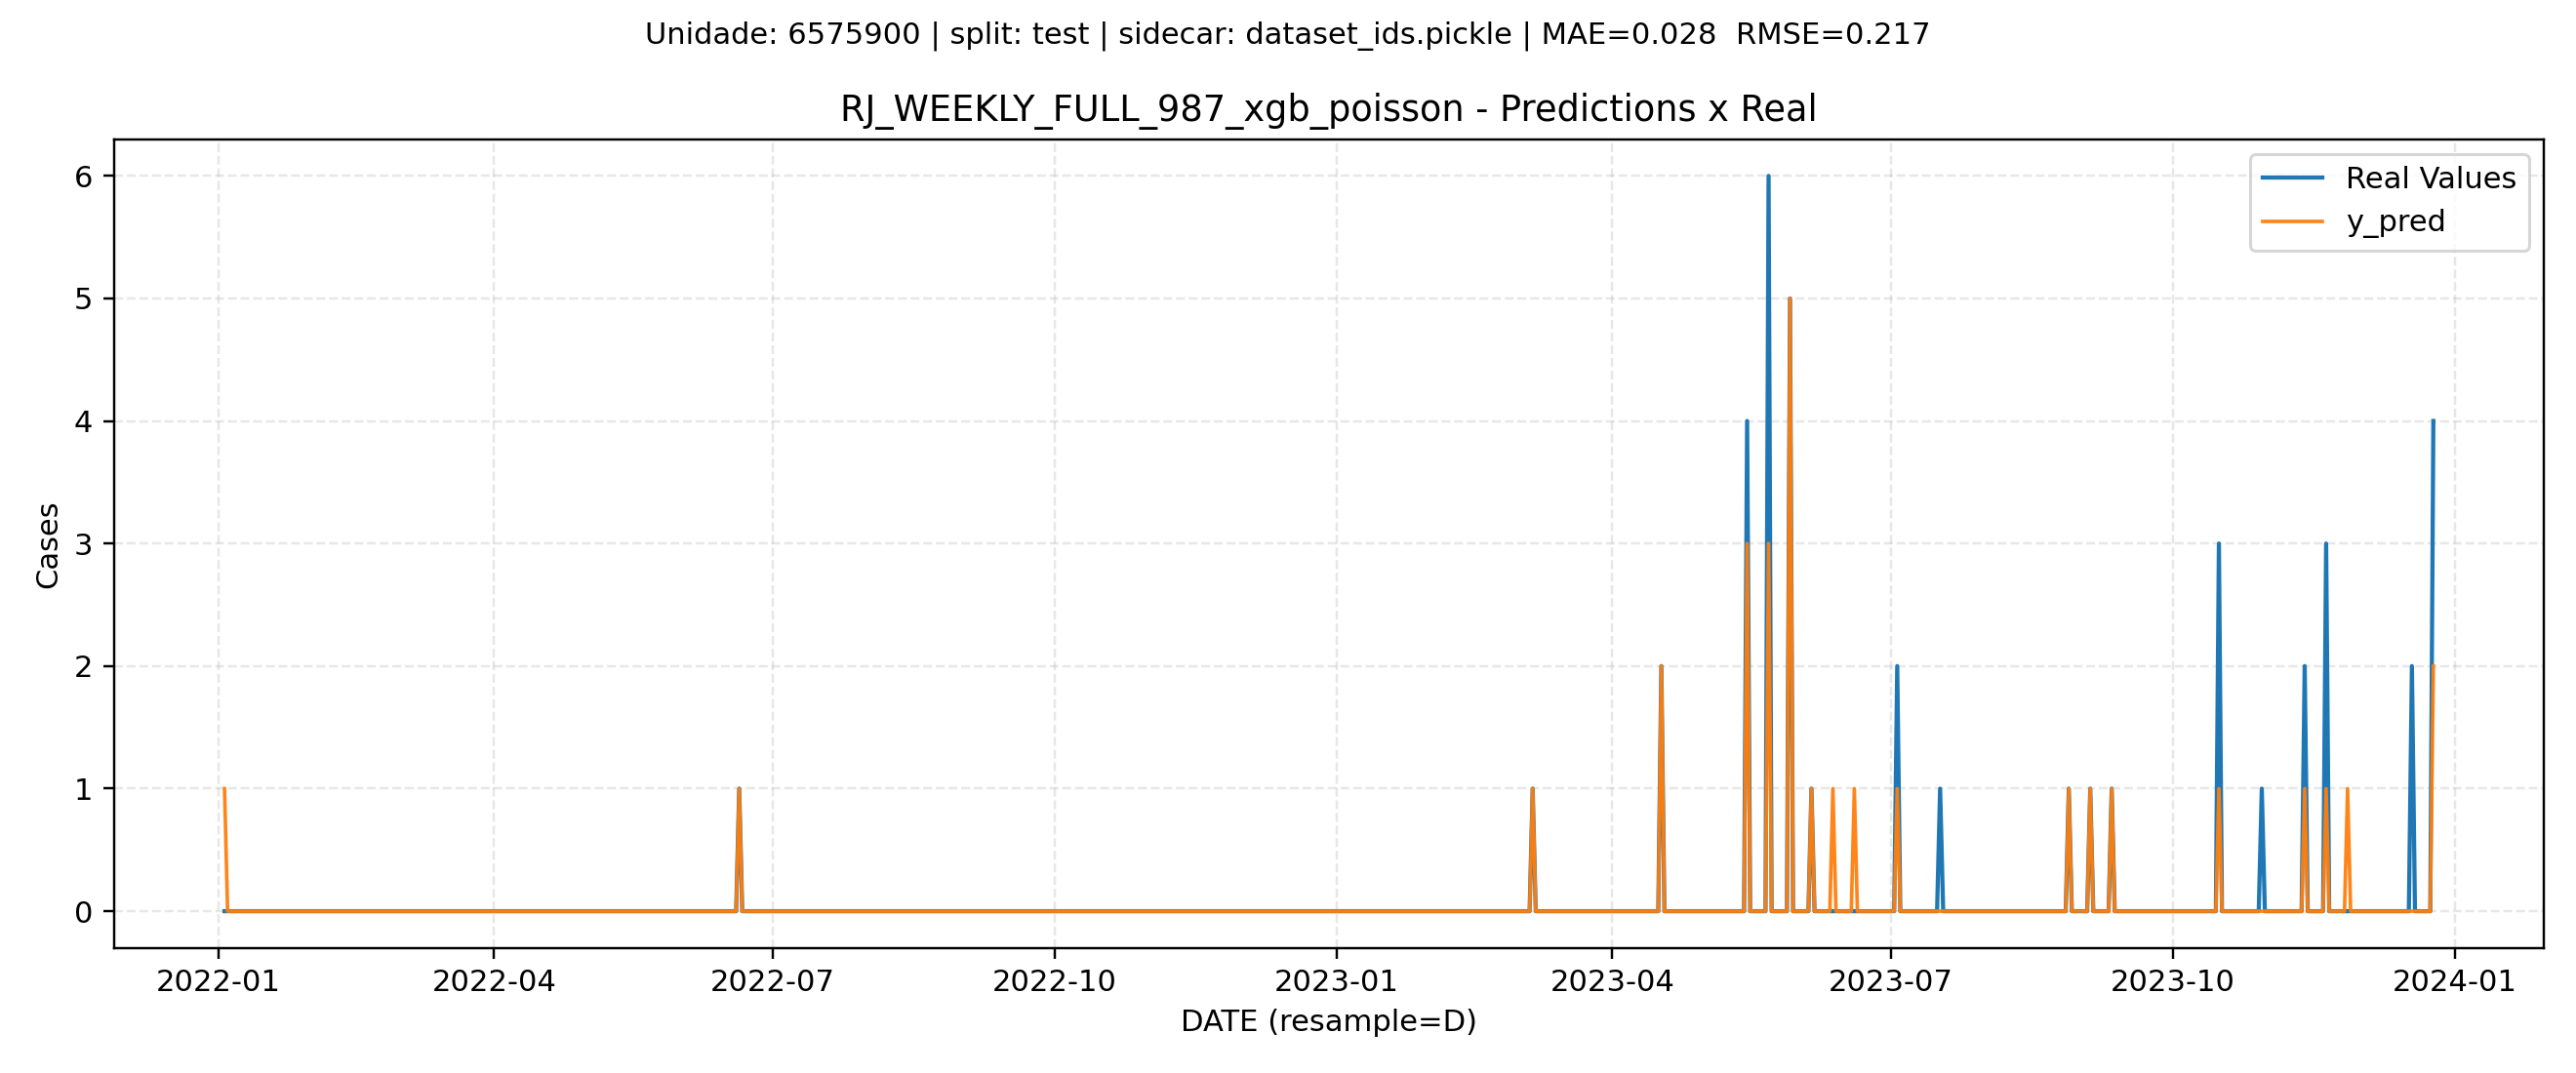 Unidade: 6575900 | split: test | sidecar: dataset_ids.pickle | MAE=0.028  RMSE=0.217
RJ_WEEKLY_FULL_987_xgb_poisson - Predictions x Real
Real Values
y_pred
Cases
6
5
4
3
2
1
0
2022-01
2022-04
2022-07
2022-10
2023-01
2023-04
2023-07
2023-10
2024-01
DATE (resample=D)